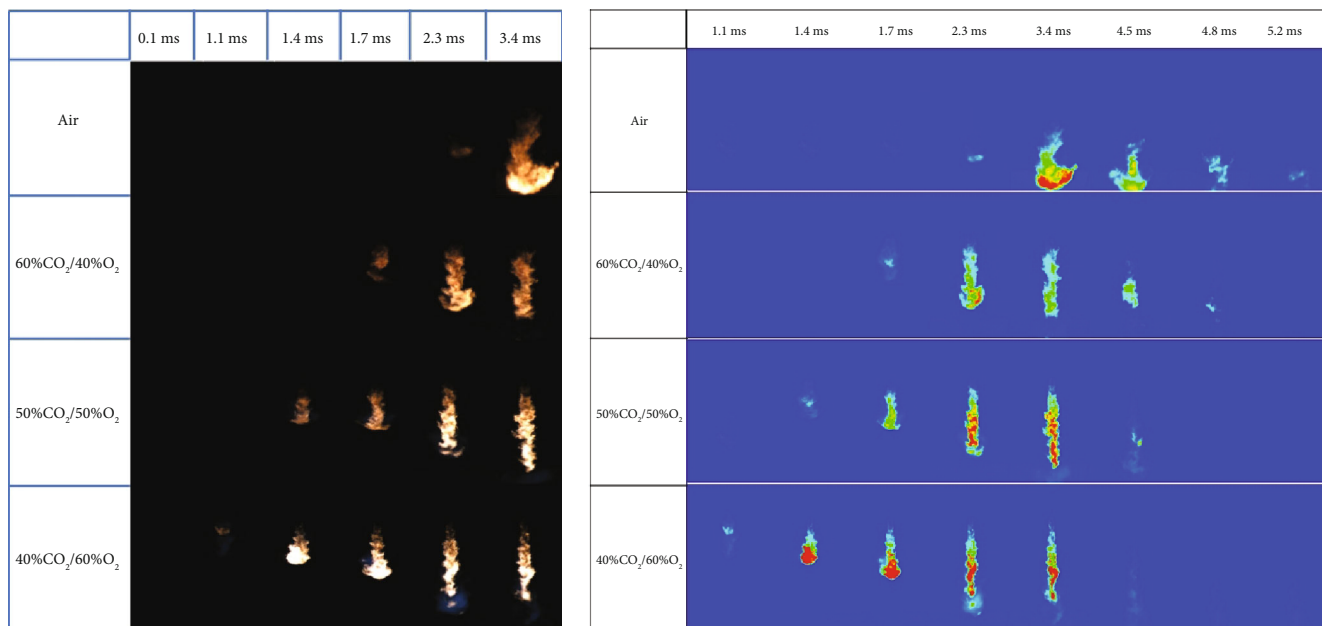 0.1 ms 1.1 ms 1.4 ms 1.7 ms 2.3 ms 3.4 ms
Air
60%CO₂/40%O₂
50%CO₂/50%O₂
40%CO₂/60%O₂
1.1 ms 1.4 ms 1.7 ms 2.3 ms 3.4 ms 4.5 ms 4.8 ms 5.2 ms
Air
60%CO₂/40%O₂
50%CO₂/50%O₂
40%CO₂/60%O₂